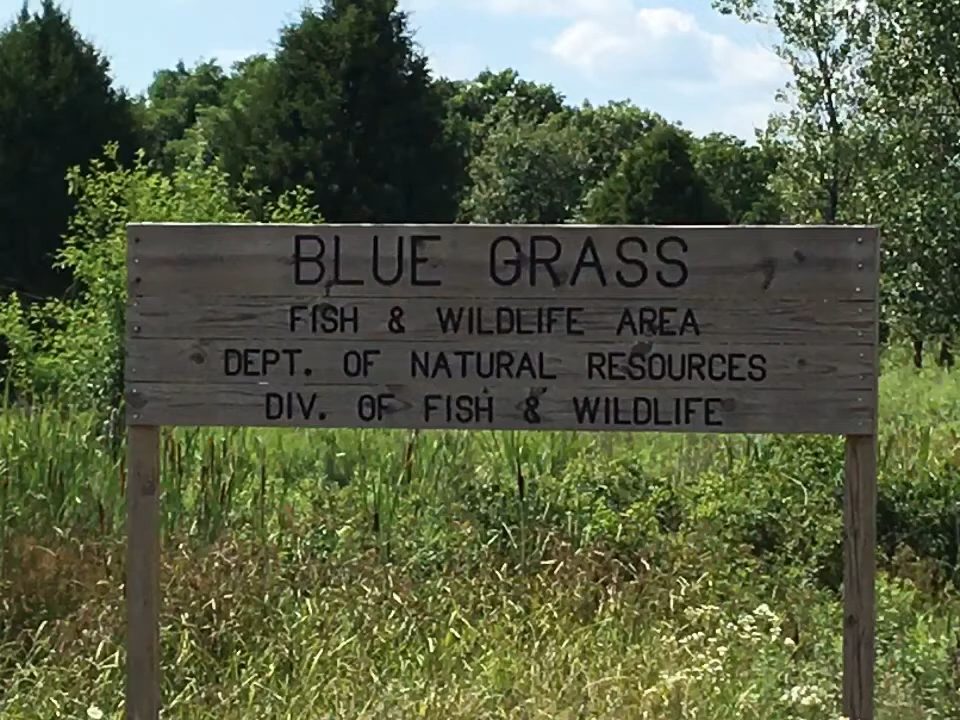 BLUE GRASS
FISH & WILDLIFE AREA
DEPT. OF NATURAL RESOURCES
DIV. OF FISH & WILDLIFE